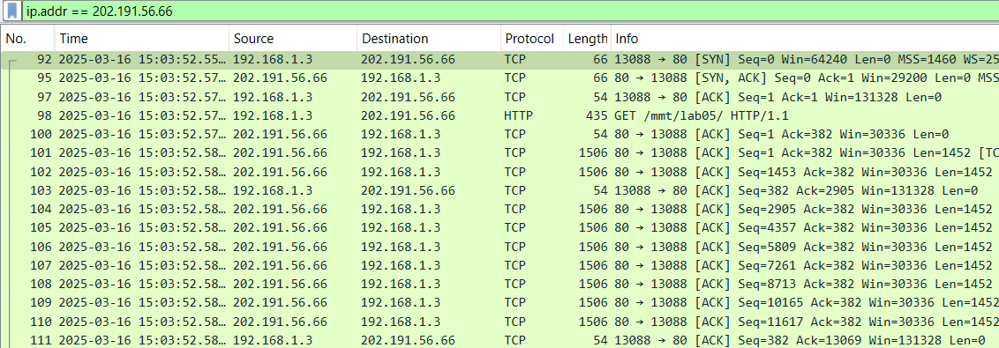 ip.addr == 202.191.56.66
No. Time Source Destination Protocol Length Info
92 2025-03-16 15:03:52.55… 192.168.1.3 202.191.56.66 TCP 66 13088 → 80 [SYN] Seq=0 Win=64240 Len=0 MSS=1460 WS=25
95 2025-03-16 15:03:52.57… 202.191.56.66 192.168.1.3 TCP 66 80 → 13088 [SYN, ACK] Seq=0 Ack=1 Win=29200 Len=0 MSS
97 2025-03-16 15:03:52.57… 192.168.1.3 202.191.56.66 TCP 54 13088 → 80 [ACK] Seq=1 Ack=1 Win=131328 Len=0
98 2025-03-16 15:03:52.57… 192.168.1.3 202.191.56.66 HTTP 435 GET /mmt/lab05/ HTTP/1.1
100 2025-03-16 15:03:52.57… 202.191.56.66 192.168.1.3 TCP 54 80 → 13088 [ACK] Seq=1 Ack=382 Win=30336 Len=0
101 2025-03-16 15:03:52.58… 202.191.56.66 192.168.1.3 TCP 1506 80 → 13088 [ACK] Seq=1 Ack=382 Win=30336 Len=1452 [TC
102 2025-03-16 15:03:52.58… 202.191.56.66 192.168.1.3 TCP 1506 80 → 13088 [ACK] Seq=1453 Ack=382 Win=30336 Len=1452
103 2025-03-16 15:03:52.58… 192.168.1.3 202.191.56.66 TCP 54 13088 → 80 [ACK] Seq=382 Ack=2905 Win=131328 Len=0
104 2025-03-16 15:03:52.58… 202.191.56.66 192.168.1.3 TCP 1506 80 → 13088 [ACK] Seq=2905 Ack=382 Win=30336 Len=1452
105 2025-03-16 15:03:52.58… 202.191.56.66 192.168.1.3 TCP 1506 80 → 13088 [ACK] Seq=4357 Ack=382 Win=30336 Len=1452
106 2025-03-16 15:03:52.58… 202.191.56.66 192.168.1.3 TCP 1506 80 → 13088 [ACK] Seq=5809 Ack=382 Win=30336 Len=1452
107 2025-03-16 15:03:52.58… 202.191.56.66 192.168.1.3 TCP 1506 80 → 13088 [ACK] Seq=7261 Ack=382 Win=30336 Len=1452
108 2025-03-16 15:03:52.58… 202.191.56.66 192.168.1.3 TCP 1506 80 → 13088 [ACK] Seq=8713 Ack=382 Win=30336 Len=1452
109 2025-03-16 15:03:52.58… 202.191.56.66 192.168.1.3 TCP 1506 80 → 13088 [ACK] Seq=10165 Ack=382 Win=30336 Len=1452
110 2025-03-16 15:03:52.58… 202.191.56.66 192.168.1.3 TCP 1506 80 → 13088 [ACK] Seq=11617 Ack=382 Win=30336 Len=1452
111 2025-03-16 15:03:52.58… 192.168.1.3 202.191.56.66 TCP 54 13088 → 80 [ACK] Seq=382 Ack=13069 Win=131328 Len=0